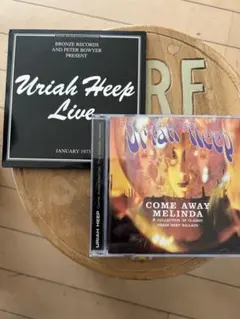 BRONZE RECORDS
AND PETER BOWYER
PRESENT
Uriah Heep
Live
JANUARY 1973
RE
URIAH HEEP
Uriah Heep
COME AWAY
MELINDA
A COLLECTION OF CLASSIC
URIAH HEEP BALLADS